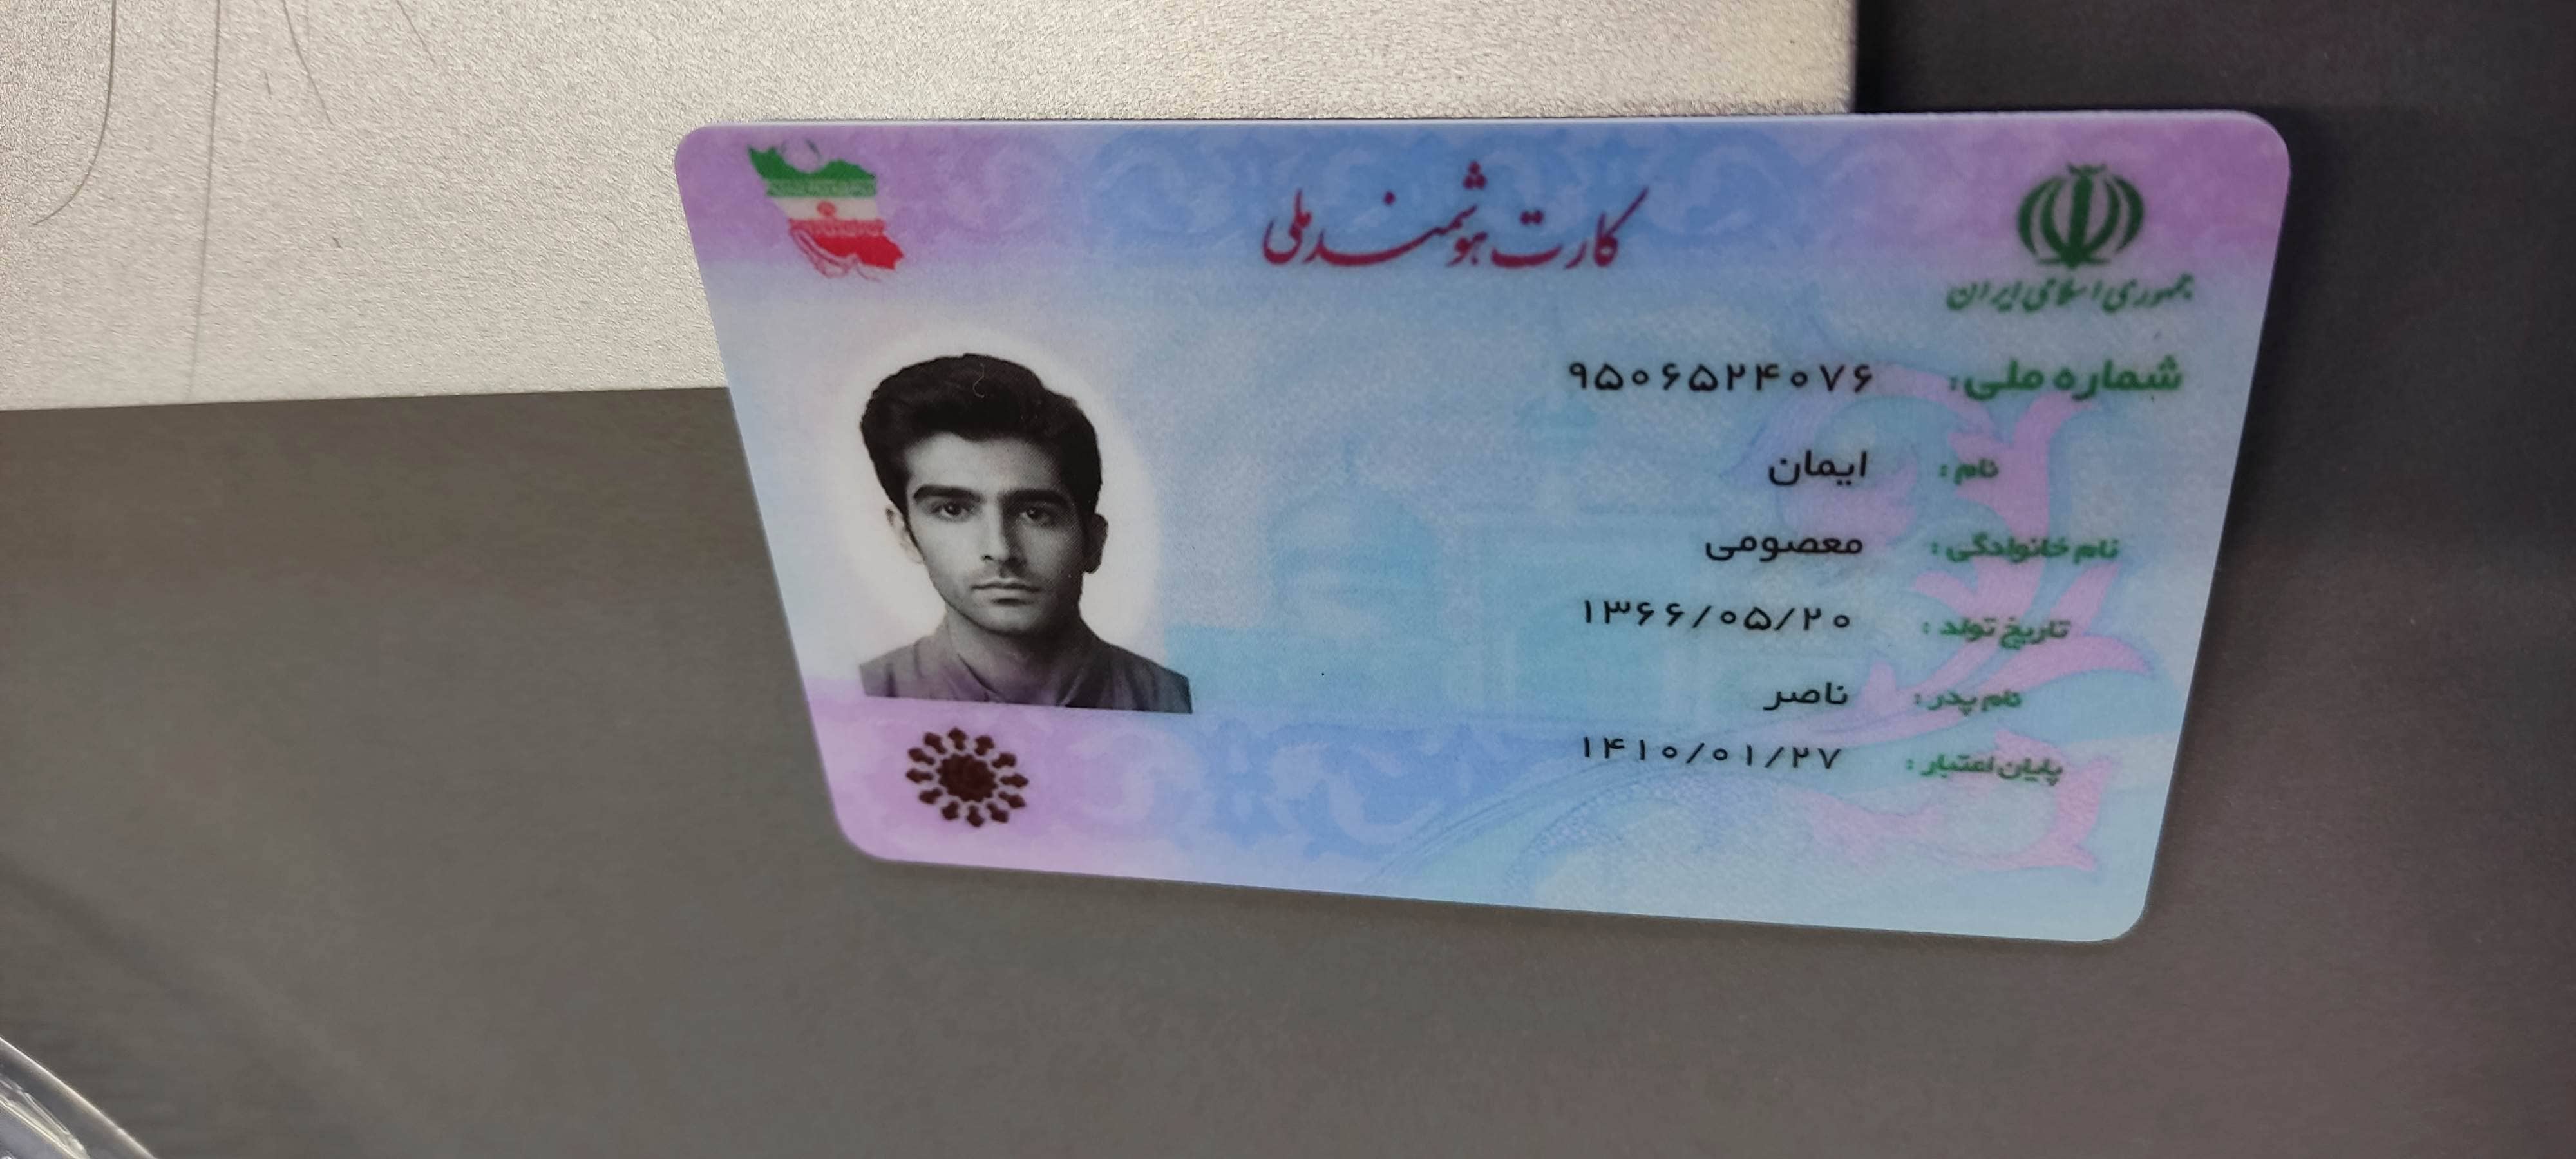 کارت هوشمند ملی
جمهوری اسلامی ایران
شماره ملی: ۹۵۰۶۵۲۴۰۷۶
نام: ایمان
نام خانوادگی: معصومی
تاریخ تولد: ۱۳۶۶/۰۵/۲۰
نام پدر: ناصر
پایان اعتبار: ۱۴۱۰/۰۱/۲۷